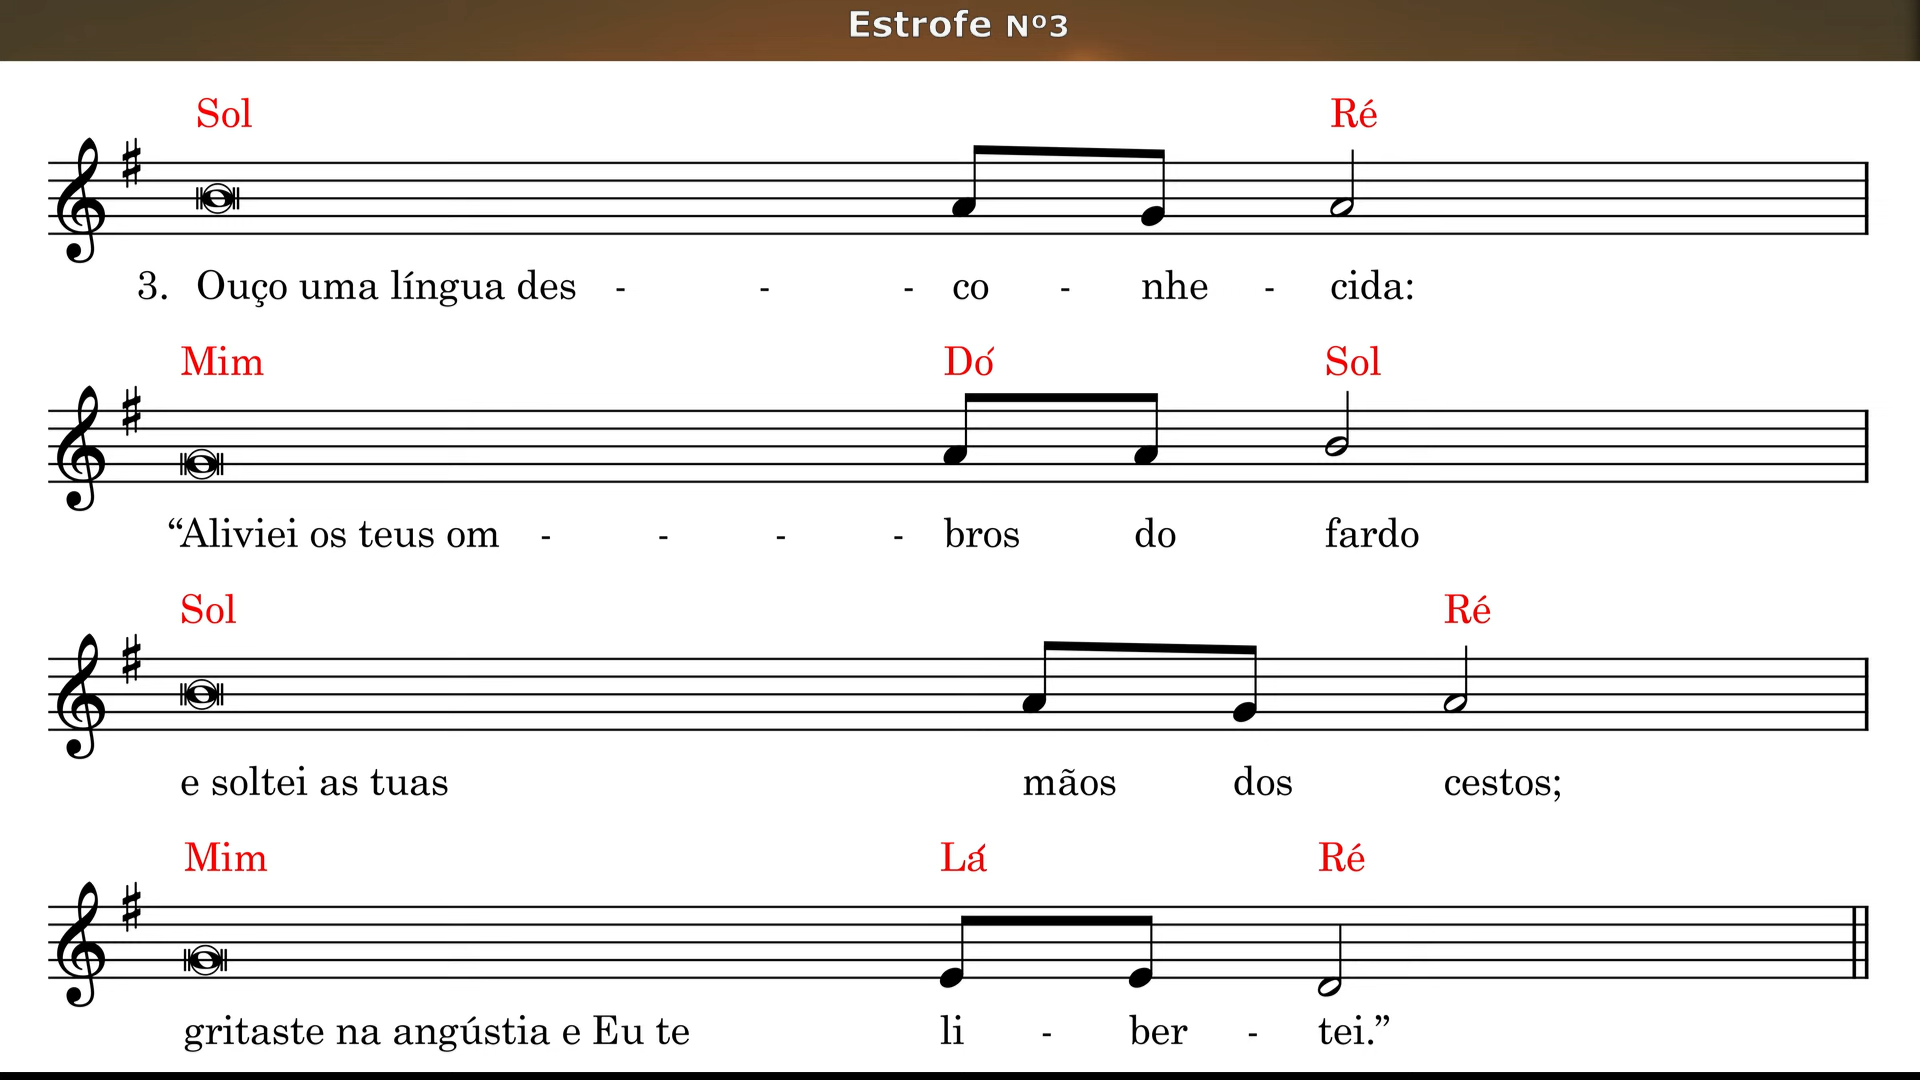 Estrofe Nº3
Sol Ré
3. Ouço uma língua des - - - co - nhe - cida:
Mim Dó Sol
“Aliviei os teus om - - - - bros do fardo
Sol Ré
e soltei as tuas mãos dos cestos;
Mim Lá Ré
gritaste na angústia e Eu te li - ber - tei.”